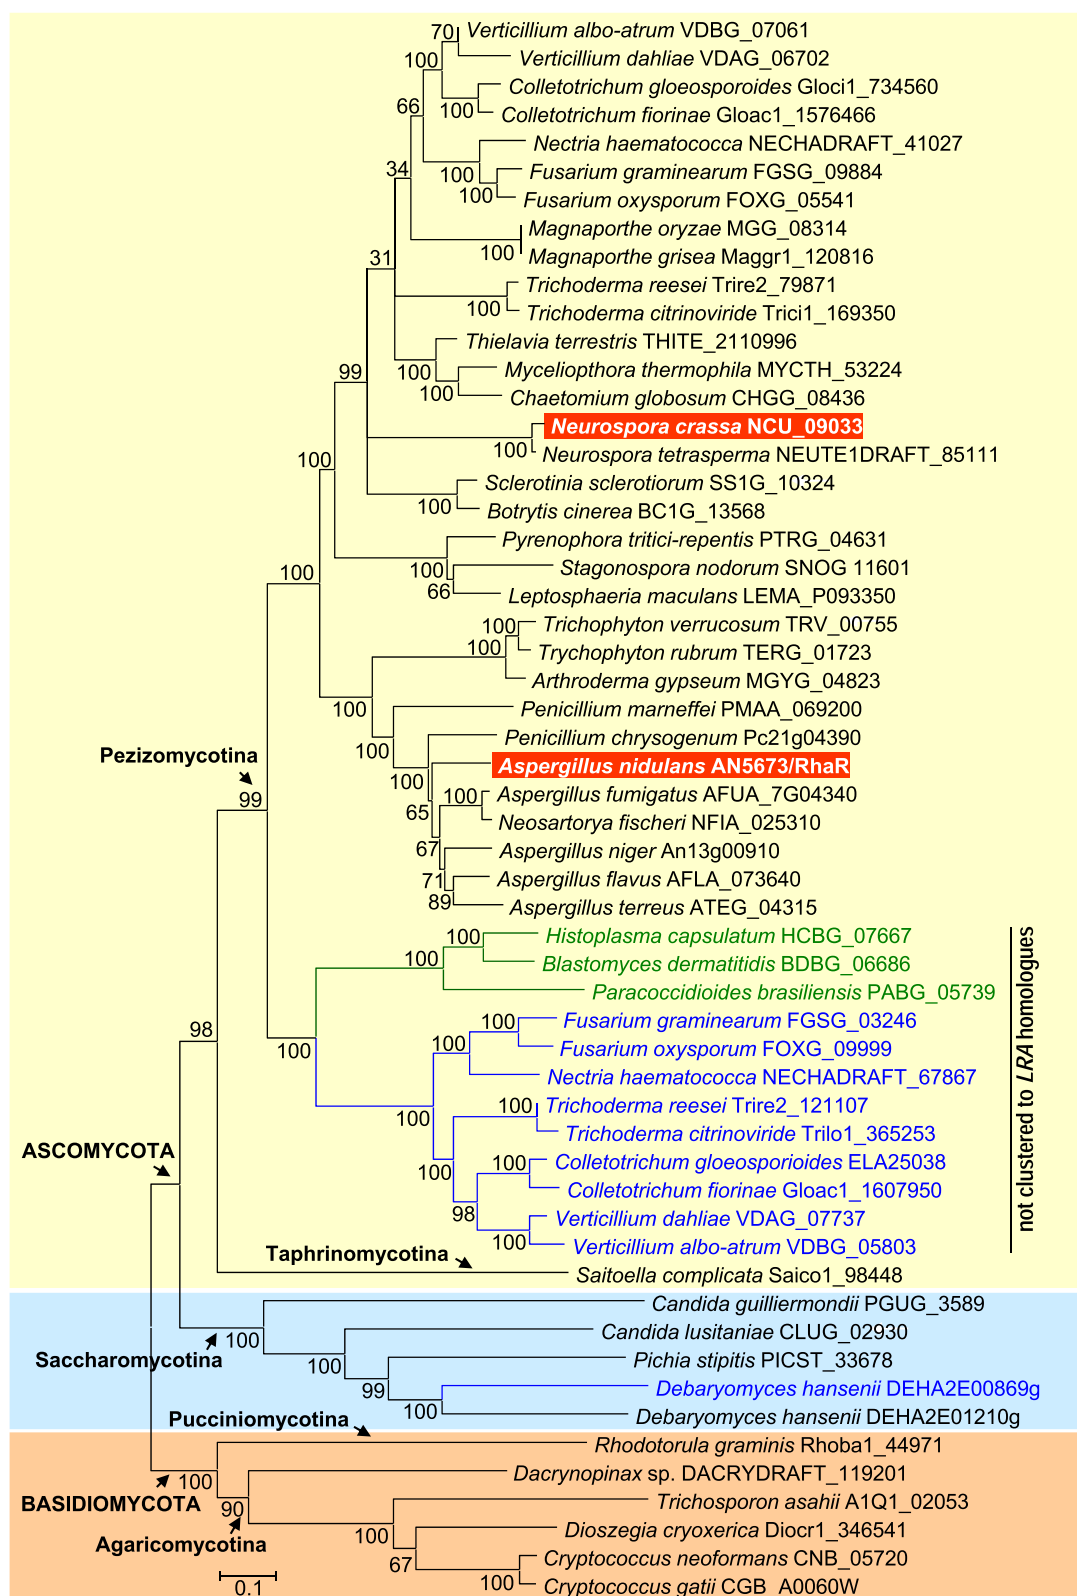 70
Verticillium albo-atrum VDBG_07061
100
Verticillium dahliae VDAG_06702
Colletotrichum gloeosporoides Gloci1_734560
66
100
Colletotrichum fiorinae Gloac1_1576466
Nectria haematococca NECHADRAFT_41027
34
100
Fusarium graminearum FGSG_09884
100
Fusarium oxysporum FOXG_05541
Magnaporthe oryzae MGG_08314
31
100
Magnaporthe grisea Maggr1_120816
Trichoderma reesei Trire2_79871
100
Trichoderma citrinoviride Trici1_169350
Thielavia terrestris THITE_2110996
99
100
Myceliopthora thermophila MYCTH_53224
100
Chaetomium globosum CHGG_08436
Neurospora crassa NCU_09033
100
100
Neurospora tetrasperma NEUTE1DRAFT_85111
Sclerotinia sclerotiorum SS1G_10324
100
Botrytis cinerea BC1G_13568
Pyrenophora tritici-repentis PTRG_04631
100
100
Stagonospora nodorum SNOG 11601
66
Leptosphaeria maculans LEMA_P093350
100
Trichophyton verrucosum TRV_00755
100
Trychophyton rubrum TERG_01723
Arthroderma gypseum MGYG_04823
100
Penicillium marneffei PMAA_069200
Pezizomycotina
100
Penicillium chrysogenum Pc21g04390
100
Aspergillus nidulans AN5673/RhaR
99
65
100
Aspergillus fumigatus AFUA_7G04340
Neosartorya fischeri NFIA_025310
67
Aspergillus niger An13g00910
71
Aspergillus flavus AFLA_073640
89
Aspergillus terreus ATEG_04315
100
Histoplasma capsulatum HCBG_07667
100
Blastomyces dermatitidis BDBG_06686
Paracoccidioides brasiliensis PABG_05739
not clustered to LRA homologues
98
100
100
Fusarium graminearum FGSG_03246
100
Fusarium oxysporum FOXG_09999
Nectria haematococca NECHADRAFT_67867
100
100
Trichoderma reesei Trire2_121107
Trichoderma citrinoviride Trilo1_365253
ASCOMYCOTA
100
100
Colletotrichum gloeosporioides ELA25038
Colletotrichum fiorinae Gloac1_1607950
98
Verticillium dahliae VDAG_07737
100
Verticillium albo-atrum VDBG_05803
Taphrinomycotina
Saitoella complicata Saico1_98448
Candida guilliermondii PGUG_3589
100
Candida lusitaniae CLUG_02930
Saccharomycotina
100
Pichia stipitis PICST_33678
99
Debaryomyces hansenii DEHA2E00869g
100
Debaryomyces hansenii DEHA2E01210g
Pucciniomycotina
Rhodotorula graminis Rhoba1_44971
100
Dacrynopinax sp. DACRYDRAFT_119201
BASIDIOMYCOTA
90
Trichosporon asahii A1Q1_02053
Agaricomycotina
100
Dioszegia cryoxerica Diocr1_346541
67
Cryptococcus neoformans CNB_05720
0.1
100
Cryptococcus gatii CGB_A0060W